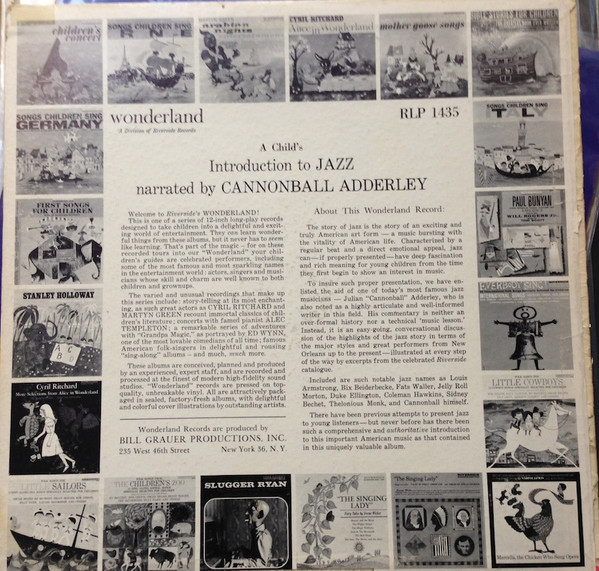 children's
concert
SONGS CHILDREN SING
arabian
nights
CYRIL RITCHARD
Alice in Wonderland
mother goose songs
SONGS CHILDREN SING
GERMANY
wonderland
A Division of Riverside Records
RLP 1435
SONGS CHILDREN SING
ITALY
A Child's
Introduction to JAZZ
narrated by CANNONBALL ADDERLEY
FIRST SONGS
FOR CHILDREN
PAUL BUNYAN
Welcome to Riverside's WONDERLAND!
This is one of a series of 12-inch long-play records
designed to take children into a delightful and excit-
ing world of entertainment. They can learn wonder-
ful things from these albums, but it never has to seem
like learning. That's part of the magic — for on these
recorded tours into our "Wonderland" your chil-
dren's guides are celebrated performers, including
some of the most famous and most sparkling names
in the entertainment world: actors, singers and musi-
cians whose skill and charm are well known to both
children and grownups.
The varied and unusual recordings that make up
this series include: story-telling at its most enchant-
ing, as such great actors as CYRIL RITCHARD and
MARTYN GREEN recount immortal classics of chil-
dren's literature; concerts with famed pianist ALEC
TEMPLETON; a remarkable series of adventures
with "Grandpa Magic," as portrayed by ED WYNN,
one of the most lovable comedians of all time; famous
American folk-singers in delightful and rousing
"sing-along" albums – and much, much more.
These albums are conceived, planned and produced
by an experienced, expert staff, and are recorded and
processed at the finest of modern high-fidelity sound
studios. "Wonderland" records are pressed on top-
quality, unbreakable vinyl. All are attractively pack-
aged in sealed, factory-fresh albums, with delightful
and colorful cover illustrations by outstanding artists.
Wonderland Records are produced by
BILL GRAUER PRODUCTIONS, INC.
235 West 46th Street New York 36, N. Y.
About This Wonderland Record:
The story of jazz is the story of an exciting and
truly American art form — a music bursting with
the vitality of American life. Characterized by a
regular beat and a direct emotional appeal, jazz
can — if properly presented — have deep fascination
and rich meaning for young children from the time
they first begin to show an interest in music.
To insure such proper presentation, we have en-
listed the aid of one of today's most famous jazz
musicians — Julian "Cannonball" Adderley, who is
also noted as a highly articulate and well-informed
writer in this field. His commentary is neither an
over-formal history nor a technical "music lesson."
Instead, it is an easy-going, conversational discus-
sion of the highlights of the jazz story in terms of
the major styles and great performers from New
Orleans up to the present — illustrated at every step
of the way by excerpts from the celebrated Riverside
catalogue.
Included are such notable jazz names as Louis
Armstrong, Bix Beiderbecke, Fats Waller, Jelly Roll
Morton, Duke Ellington, Coleman Hawkins, Sidney
Bechet, Thelonious Monk, and Cannonball himself.
There have been previous attempts to present jazz
to young listeners — but never before has there been
such a comprehensive and authoritative introduction
to this important American music as that contained
in this uniquely valuable album.
STANLEY HOLLOWAY
EVERYBODY SING!
Cyril Ritchard
More Selections from Alice in Wonderland
LITTLE COWBOYS
LITTLE SAILORS
THE CHILDREN'S ZOO
SLUGGER RYAN
"THE SINGING
LADY"
"The Singing Lady"